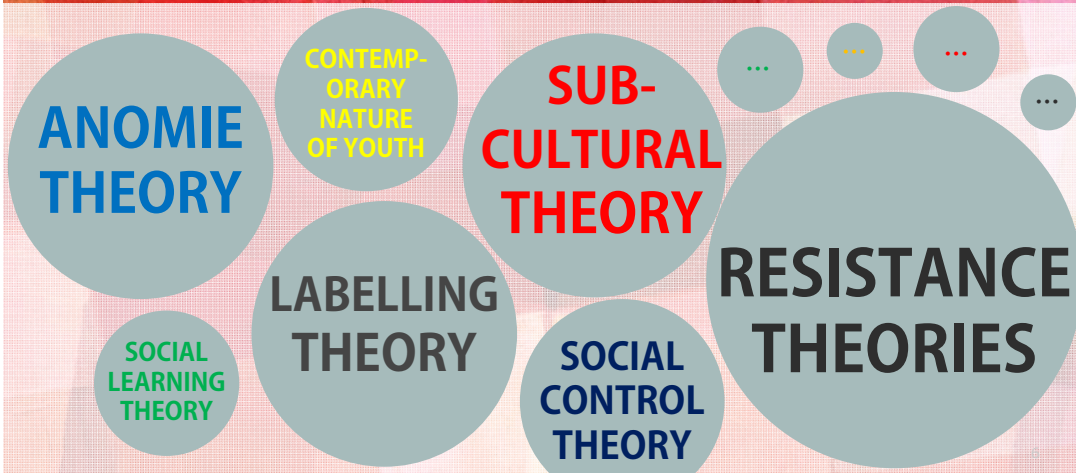 ANOMIE
THEORY
CONTEMP-
ORARY
NATURE
OF YOUTH
SUB-
CULTURAL
THEORY
...
...
...
...
RESISTANCE
THEORIES
LABELLING
THEORY
SOCIAL
LEARNING
THEORY
SOCIAL
CONTROL
THEORY